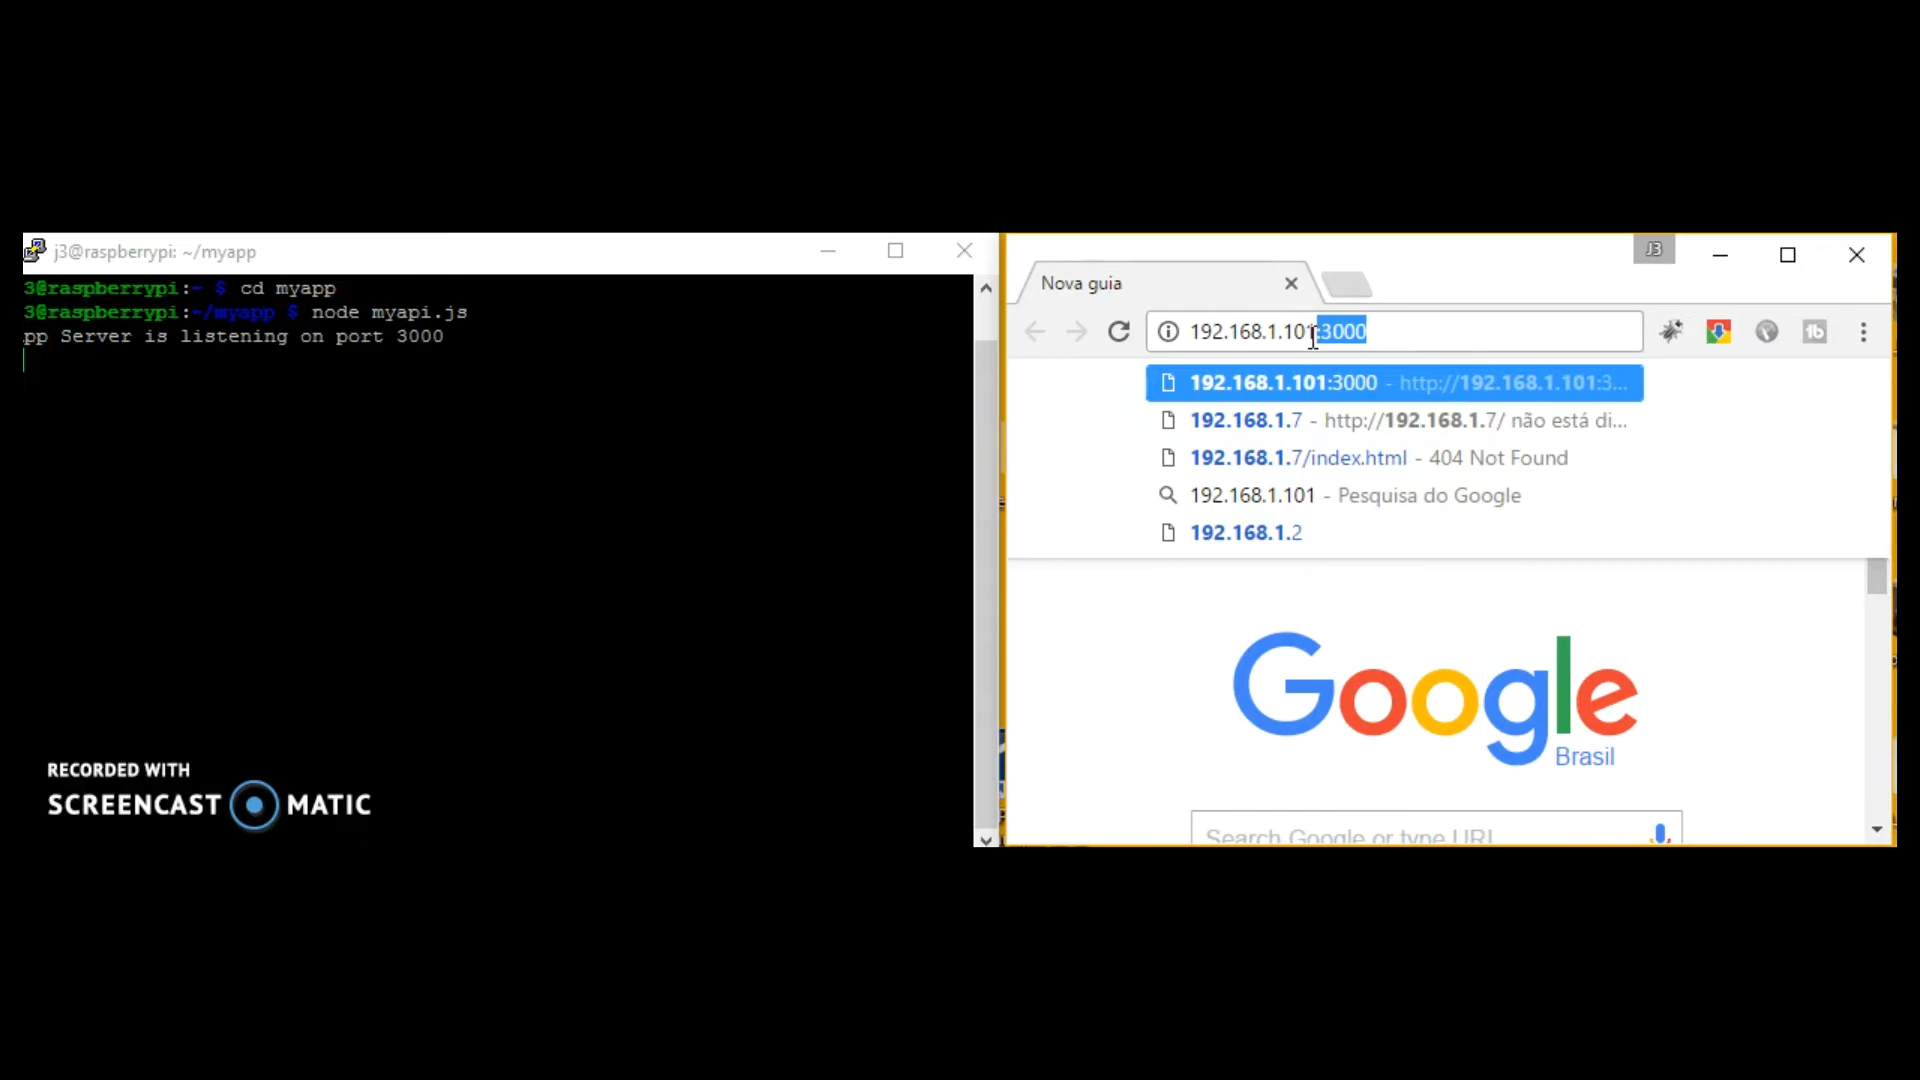 j3@raspberrypi: ~/myapp
3@raspberrypi:~ $ cd myapp
3@raspberrypi:~/myapp $ node myapi.js
pp Server is listening on port 3000
RECORDED WITH
SCREENCAST MATIC
J3
Nova guia
192.168.1.101:3000
192.168.1.101:3000 - http://192.168.1.101:3...
192.168.1.7 - http://192.168.1.7/ não está di...
192.168.1.7/index.html - 404 Not Found
192.168.1.101 - Pesquisa do Google
192.168.1.2
Google
Brasil
Search Google or type URL